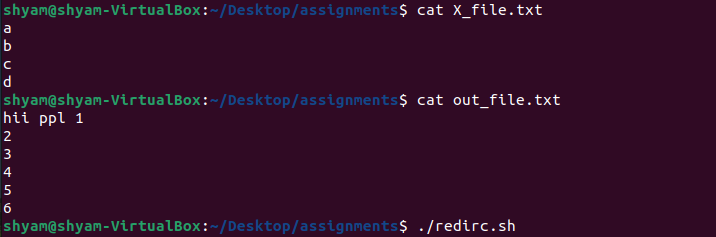 shyam@shyam-VirtualBox:~/Desktop/assignments$ cat X_file.txt
a
b
c
d
shyam@shyam-VirtualBox:~/Desktop/assignments$ cat out_file.txt
hii ppl 1
2
3
4
5
6
shyam@shyam-VirtualBox:~/Desktop/assignments$ ./redirc.sh